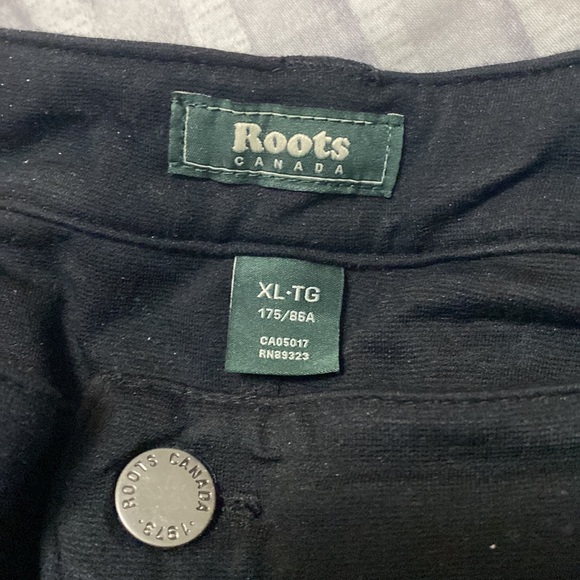 Roots
CANADA
XL·TG
175/86A
CA05017
RN89323
ROOTS CANADA
·1973·